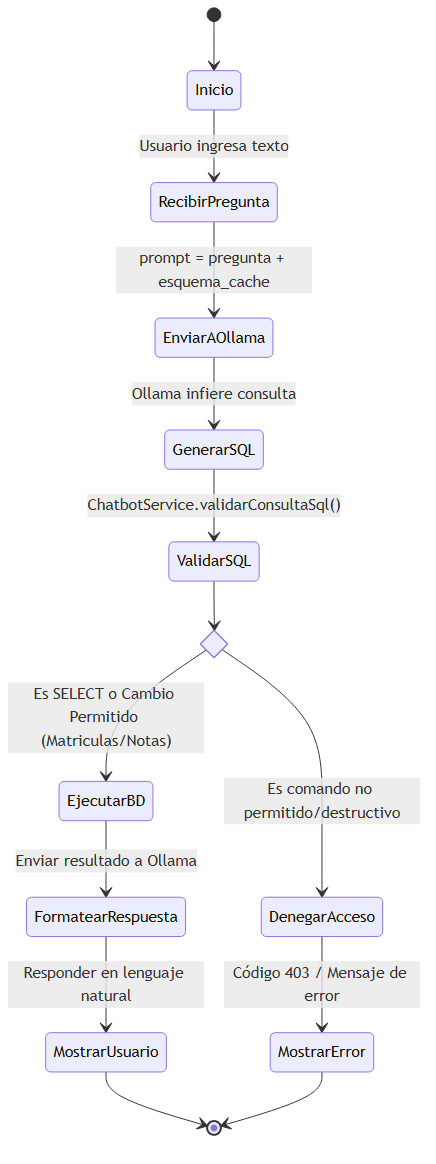 Inicio
Usuario ingresa texto
RecibirPregunta
prompt = pregunta +
esquema_cache
EnviarAOllama
Ollama infiere consulta
GenerarSQL
ChatbotService.validarConsultaSql()
ValidarSQL
Es SELECT o Cambio
Permitido
(Matriculas/Notas)
Es comando no
permitido/destructivo
EjecutarBD
Enviar resultado a Ollama
FormatearRespuesta
DenegarAcceso
Responder en lenguaje
natural
Código 403 / Mensaje de
error
MostrarUsuario
MostrarError